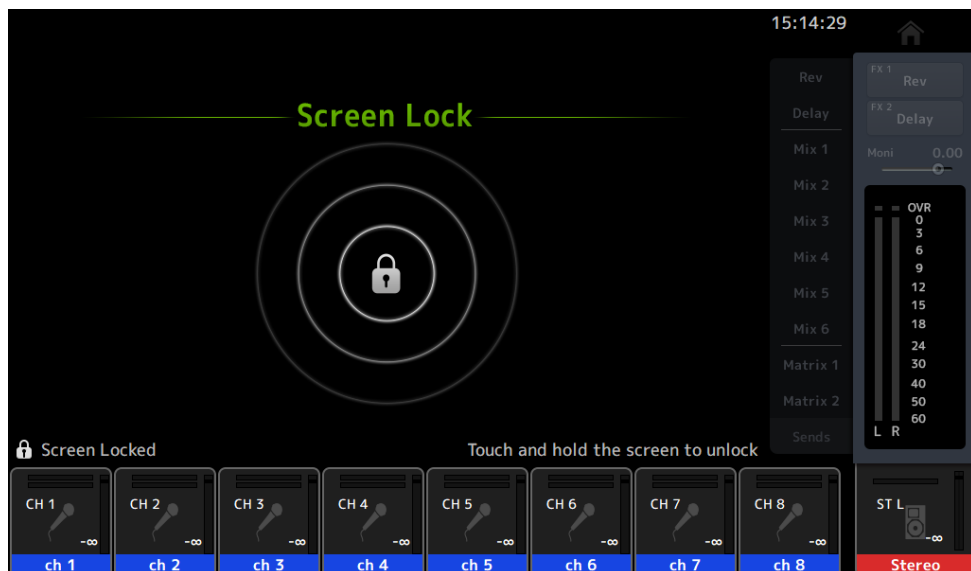 15:14:29
Screen Lock
Rev
Delay
Mix 1
Mix 2
Mix 3
Mix 4
Mix 5
Mix 6
Matrix 1
Matrix 2
Sends
FX 1
Rev
FX 2
Delay
Moni 0.00
OVR
0
3
6
9
12
15
18
24
30
40
50
60
L R
Screen Locked Touch and hold the screen to unlock
CH 1 CH 2 CH 3 CH 4 CH 5 CH 6 CH 7 CH 8 ST L
-∞ -∞ -∞ -∞ -∞ -∞ -∞ -∞ -∞
ch 1 ch 2 ch 3 ch 4 ch 5 ch 6 ch 7 ch 8 Stereo